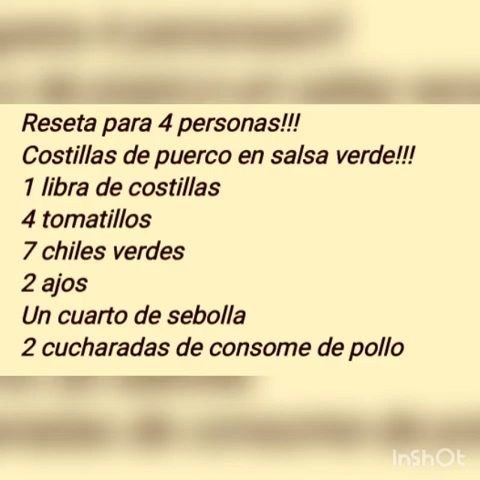 Reseta para 4 personas!!!
Costillas de puerco en salsa verde!!!
1 libra de costillas
4 tomatillos
7 chiles verdes
2 ajos
Un cuarto de sebolla
2 cucharadas de consome de pollo
InShOt